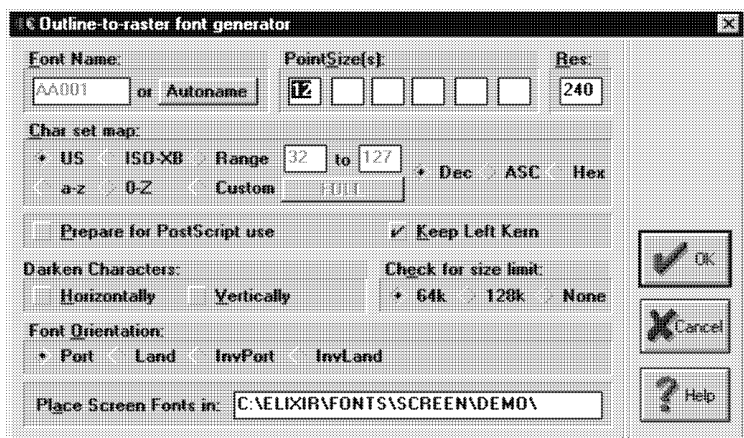 Outline-to-raster font generator
Font Name: PointSize(s): Res:
AA001 or Autoname 12 240
Char set map:
US ISO-XB Range 32 to 127 Dec ASC Hex
a-z 0-Z Custom EDIT
Prepare for PostScript use Keep Left Kern
Darken Characters: Check for size limit:
Horizontally Vertically 64k 128k None
Font Orientation:
Port Land InvPort InvLand
Place Screen Fonts in: C:\ELIXIR\FONTS\SCREEN\DEMO\
OK
Cancel
Help